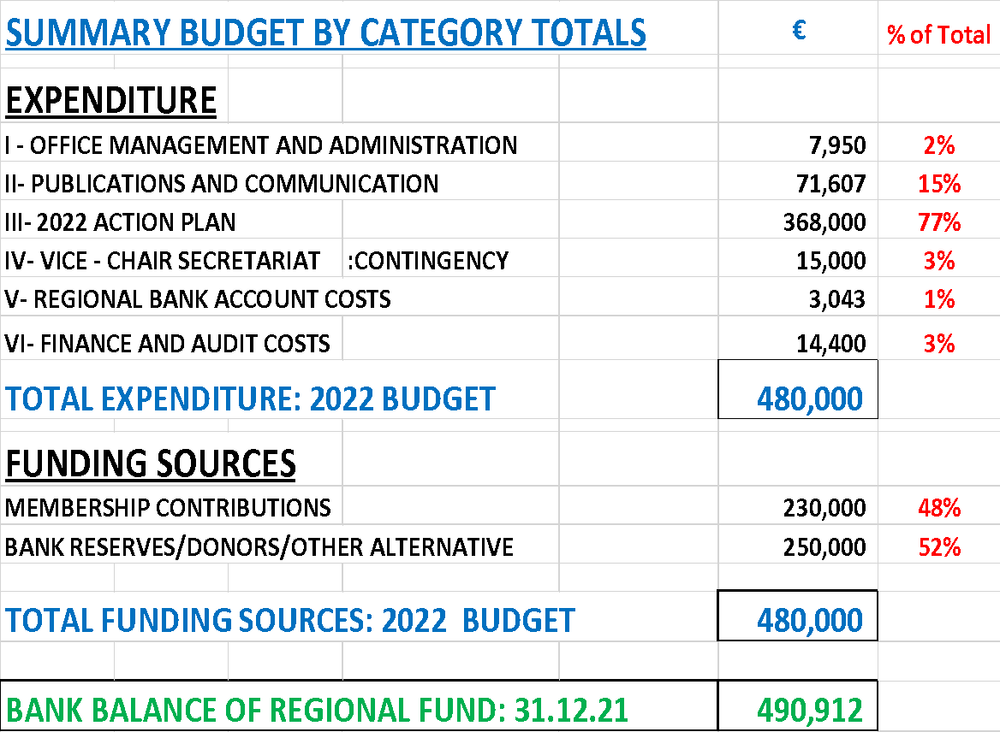 SUMMARY BUDGET BY CATEGORY TOTALS € % of Total
EXPENDITURE
I - OFFICE MANAGEMENT AND ADMINISTRATION 7,950 2%
II- PUBLICATIONS AND COMMUNICATION 71,607 15%
III- 2022 ACTION PLAN 368,000 77%
IV- VICE - CHAIR SECRETARIAT :CONTINGENCY 15,000 3%
V- REGIONAL BANK ACCOUNT COSTS 3,043 1%
VI- FINANCE AND AUDIT COSTS 14,400 3%
TOTAL EXPENDITURE: 2022 BUDGET 480,000
FUNDING SOURCES
MEMBERSHIP CONTRIBUTIONS 230,000 48%
BANK RESERVES/DONORS/OTHER ALTERNATIVE 250,000 52%
TOTAL FUNDING SOURCES: 2022 BUDGET 480,000
BANK BALANCE OF REGIONAL FUND: 31.12.21 490,912